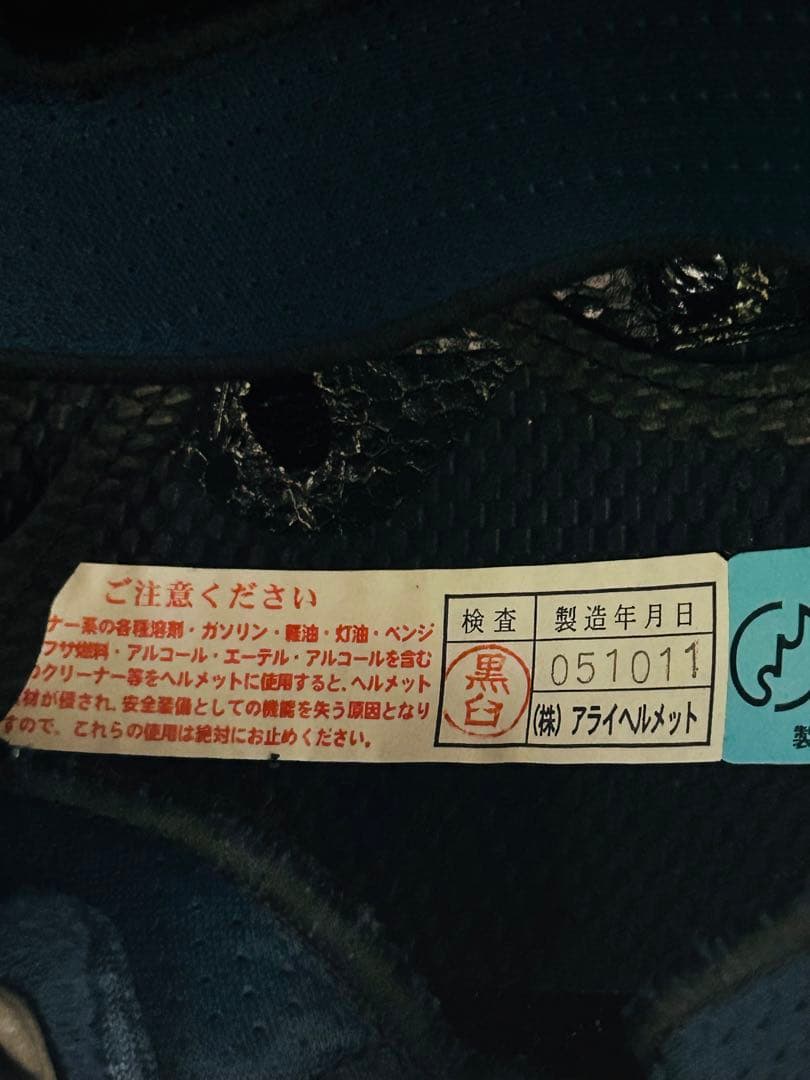 ご注意ください
ナー系の各種溶剤・ガソリン・軽油・灯油・ベンジ
フサ燃料・アルコール・エーテル・アルコールを含む
のクリーナー等をヘルメットに使用すると、ヘルメット
材が侵され、安全装備としての機能を失う原因となり
すので、これらの使用は絶対にお止めください。
検査 製造年月日
黒臼 051011
(株) アライヘルメット
製